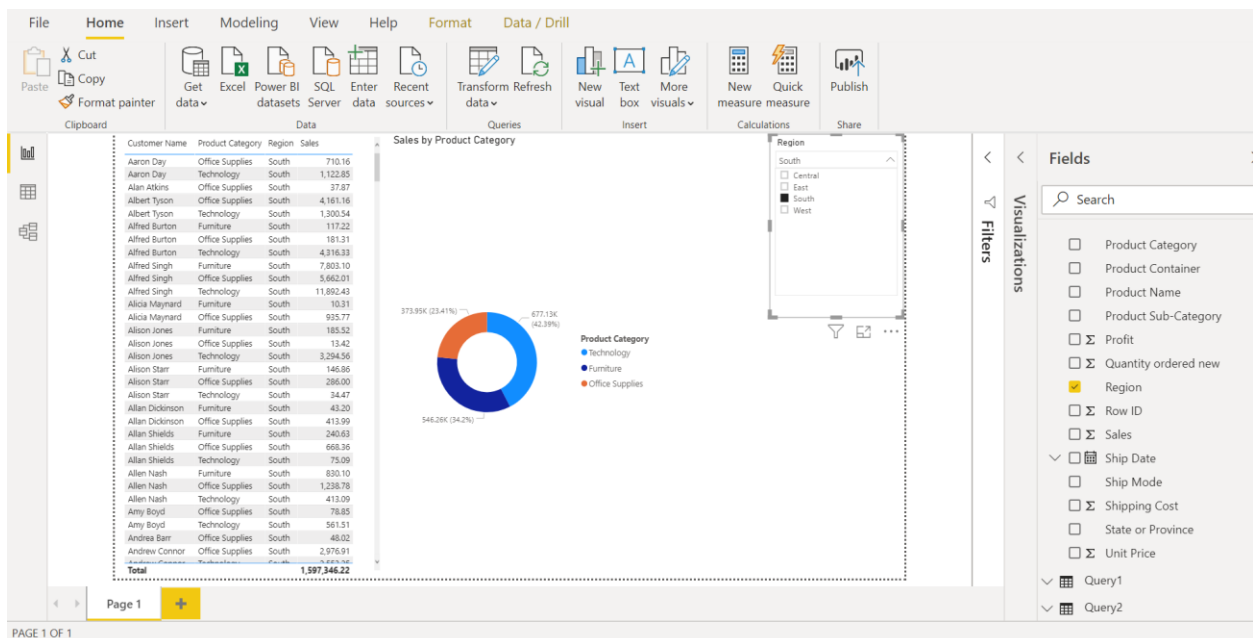 File Home Insert Modeling View Help Format Data / Drill
Paste
Cut
Copy
Format painter
Clipboard
Get data
Excel
Power BI datasets
SQL Server
Enter data
Recent sources
Data
Transform data
Refresh
Queries
New visual
Text box
More visuals
Insert
New measure
Quick measure
Calculations
Publish
Share
Customer Name Product Category Region Sales
Aaron Day Office Supplies South 710.16
Aaron Day Technology South 1,122.85
Alan Atkins Office Supplies South 37.87
Albert Tyson Office Supplies South 4,161.16
Albert Tyson Technology South 1,300.54
Alfred Burton Furniture South 117.22
Alfred Burton Office Supplies South 181.31
Alfred Burton Technology South 4,316.33
Alfred Singh Furniture South 7,803.10
Alfred Singh Office Supplies South 5,662.01
Alfred Singh Technology South 11,892.43
Alicia Maynard Furniture South 10.31
Alicia Maynard Office Supplies South 935.77
Alison Jones Furniture South 185.52
Alison Jones Office Supplies South 13.42
Alison Jones Technology South 3,294.56
Alison Starr Furniture South 146.86
Alison Starr Office Supplies South 286.00
Alison Starr Technology South 34.47
Allan Dickinson Furniture South 43.20
Allan Dickinson Office Supplies South 413.99
Allan Shields Furniture South 240.63
Allan Shields Office Supplies South 668.36
Allan Shields Technology South 75.09
Allen Nash Furniture South 830.10
Allen Nash Office Supplies South 1,238.78
Allen Nash Technology South 413.09
Amy Boyd Office Supplies South 78.85
Amy Boyd Technology South 561.51
Andrea Barr Office Supplies South 48.02
Andrew Connor Office Supplies South 2,976.91
Total 1,597,346.22
Sales by Product Category
373.95K (23.41%)
677.13K
(42.39%)
546.26K (34.2%)
Product Category
Technology
Furniture
Office Supplies
Region
South
Central
East
South
West
Filters
Visualizations
Fields
Search
Product Category
Product Container
Product Name
Product Sub-Category
Σ Profit
Σ Quantity ordered new
Region
Σ Row ID
Σ Sales
Ship Date
Ship Mode
Σ Shipping Cost
State or Province
Σ Unit Price
Query1
Query2
Page 1 +
PAGE 1 OF 1